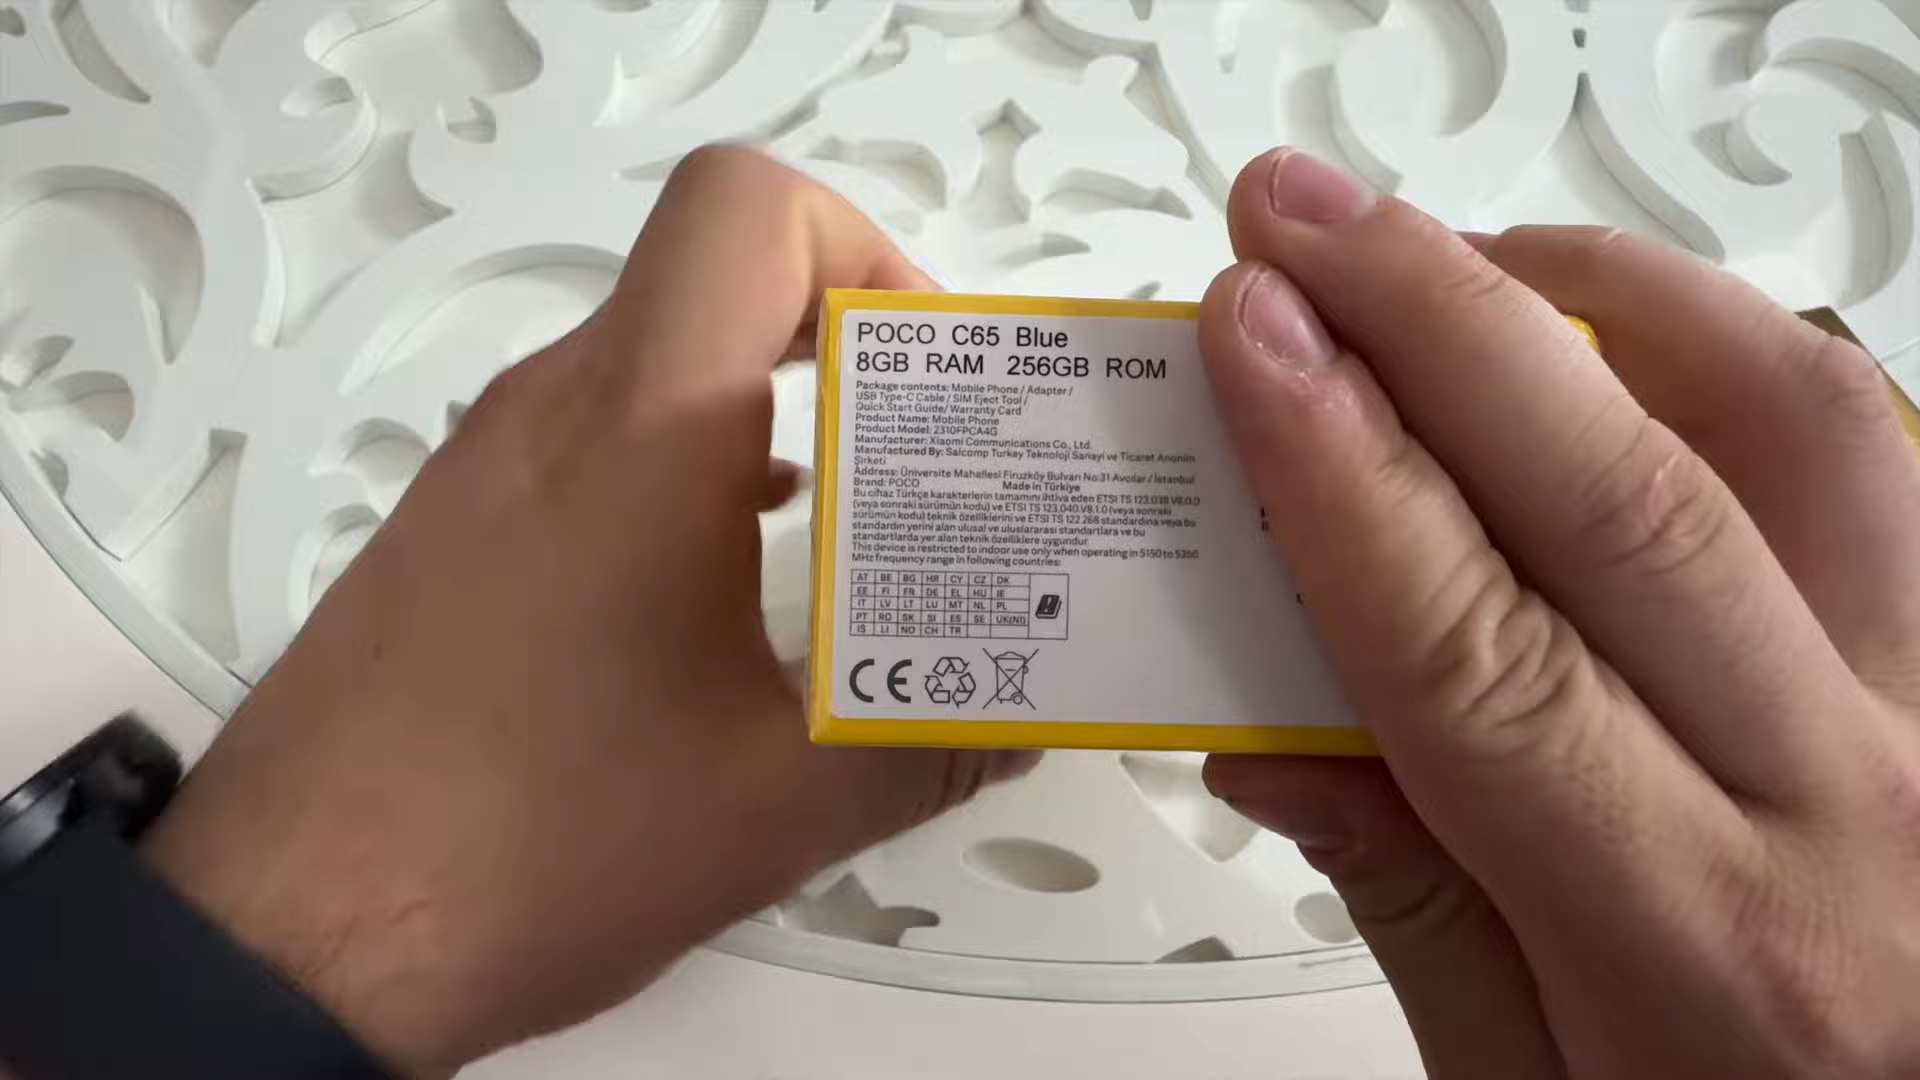 POCO C65 Blue
8GB RAM 256GB ROM
Package contents: Mobile Phone / Adapter /
USB Type-C Cable / SIM Eject Tool /
Quick Start Guide/ Warranty Card
Product Name: Mobile Phone
Product Model: 2310FPCA4G
Manufacturer: Xiaomi Communications Co., Ltd.
Manufactured By: Salcomp Turkey Teknoloji Sanayi ve Ticaret Anonim
Şirketi
Address: Üniversite Mahallesi Firuzköy Bulvarı No:31 Avcılar / İstanbul
Brand: POCO Made in Türkiye
Bu cihaz Türkçe karakterlerin tamamını ihtiva eden ETSI TS 123.038 V8.0.0
(veya sonraki sürümün kodu) ve ETSI TS 123.040.V8.1.0 (veya sonraki
sürümün kodu) teknik özelliklerini ve ETSI TS 122 268 standardına veya bu
standardın yerini alan ulusal ve uluslararası standartlara ve bu
standartlarda yer alan teknik özelliklere uygundur.
This device is restricted to indoor use only when operating in 5150 to 5350
MHz frequency range in following countries:
AT BE BG HR CY CZ DK
EE FI FR DE EL HU IE
IT LV LT LU MT NL PL
PT RO SK SI ES SE UK(NI)
IS LI NO CH TR
CE